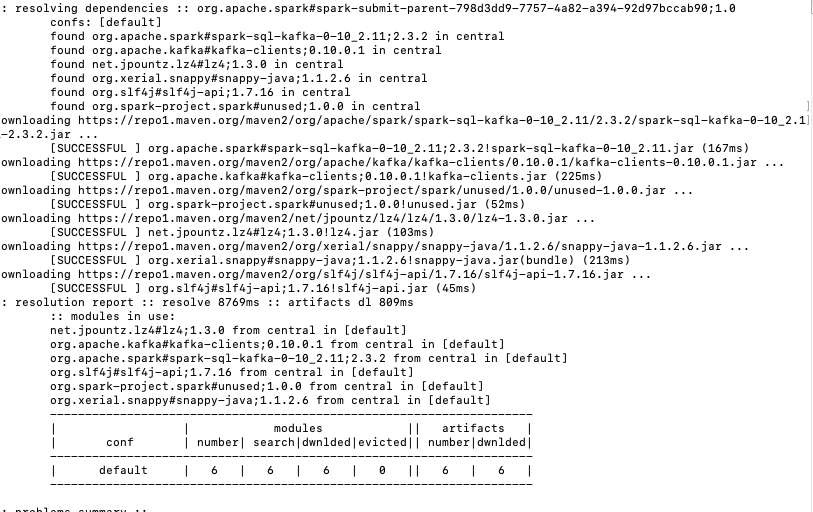 : resolving dependencies :: org.apache.spark#spark-submit-parent-798d3dd9-7757-4a82-a394-92d97bccab90;1.0
confs: [default]
found org.apache.spark#spark-sql-kafka-0-10_2.11;2.3.2 in central
found org.apache.kafka#kafka-clients;0.10.0.1 in central
found net.jpountz.lz4#lz4;1.3.0 in central
found org.xerial.snappy#snappy-java;1.1.2.6 in central
found org.slf4j#slf4j-api;1.7.16 in central
found org.spark-project.spark#unused;1.0.0 in central
ownloading https://repo1.maven.org/maven2/org/apache/spark/spark-sql-kafka-0-10_2.11/2.3.2/spark-sql-kafka-0-10_2.1
-2.3.2.jar ...
[SUCCESSFUL ] org.apache.spark#spark-sql-kafka-0-10_2.11;2.3.2!spark-sql-kafka-0-10_2.11.jar (167ms)
ownloading https://repo1.maven.org/maven2/org/apache/kafka/kafka-clients/0.10.0.1/kafka-clients-0.10.0.1.jar ...
[SUCCESSFUL ] org.apache.kafka#kafka-clients;0.10.0.1!kafka-clients.jar (225ms)
ownloading https://repo1.maven.org/maven2/org/spark-project/spark/unused/1.0.0/unused-1.0.0.jar ...
[SUCCESSFUL ] org.spark-project.spark#unused;1.0.0!unused.jar (52ms)
ownloading https://repo1.maven.org/maven2/net/jpountz/lz4/lz4/1.3.0/lz4-1.3.0.jar ...
[SUCCESSFUL ] net.jpountz.lz4#lz4;1.3.0!lz4.jar (103ms)
ownloading https://repo1.maven.org/maven2/org/xerial/snappy/snappy-java/1.1.2.6/snappy-java-1.1.2.6.jar ...
[SUCCESSFUL ] org.xerial.snappy#snappy-java;1.1.2.6!snappy-java.jar(bundle) (213ms)
ownloading https://repo1.maven.org/maven2/org/slf4j/slf4j-api/1.7.16/slf4j-api-1.7.16.jar ...
[SUCCESSFUL ] org.slf4j#slf4j-api;1.7.16!slf4j-api.jar (45ms)
: resolution report :: resolve 8769ms :: artifacts dl 809ms
:: modules in use:
net.jpountz.lz4#lz4;1.3.0 from central in [default]
org.apache.kafka#kafka-clients;0.10.0.1 from central in [default]
org.apache.spark#spark-sql-kafka-0-10_2.11;2.3.2 from central in [default]
org.slf4j#slf4j-api;1.7.16 from central in [default]
org.spark-project.spark#unused;1.0.0 from central in [default]
org.xerial.snappy#snappy-java;1.1.2.6 from central in [default]
---------------------------------------------------------------------
| | modules || artifacts |
| conf | number| search|dwnlded|evicted|| number|dwnlded|
---------------------------------------------------------------------
| default | 6 | 6 | 6 | 0 || 6 | 6 |
---------------------------------------------------------------------
: problems summary ::